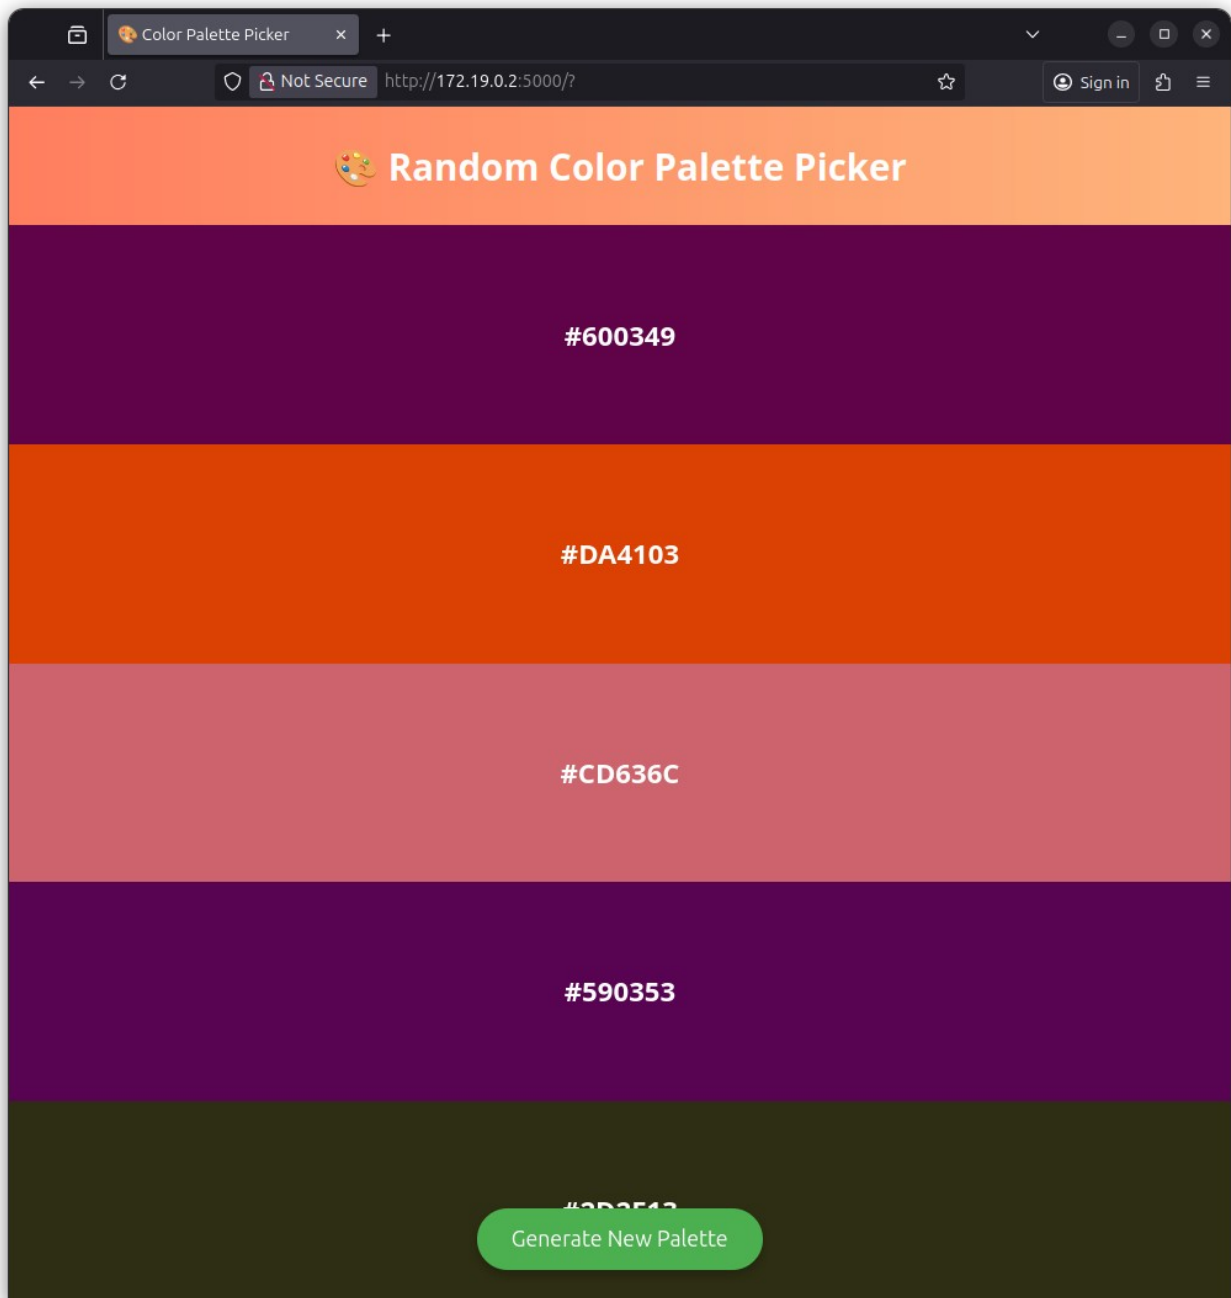 Color Palette Picker
Not Secure http://172.19.0.2:5000/? Sign in
Random Color Palette Picker
#600349
#DA4103
#CD636C
#590353
#2D2F13
Generate New Palette